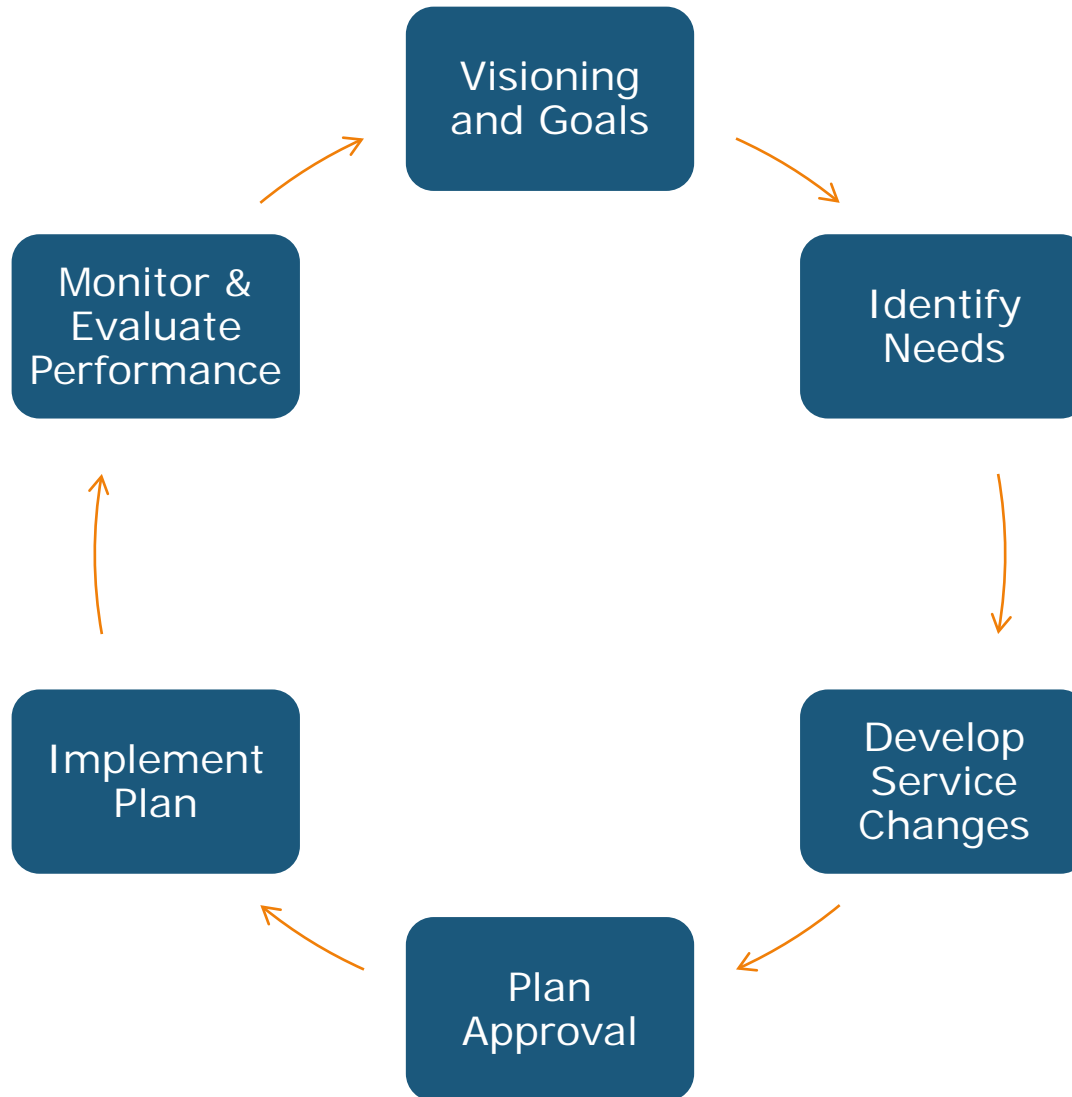 Visioning
and Goals
Identify
Needs
Develop
Service
Changes
Plan
Approval
Implement
Plan
Monitor &
Evaluate
Performance